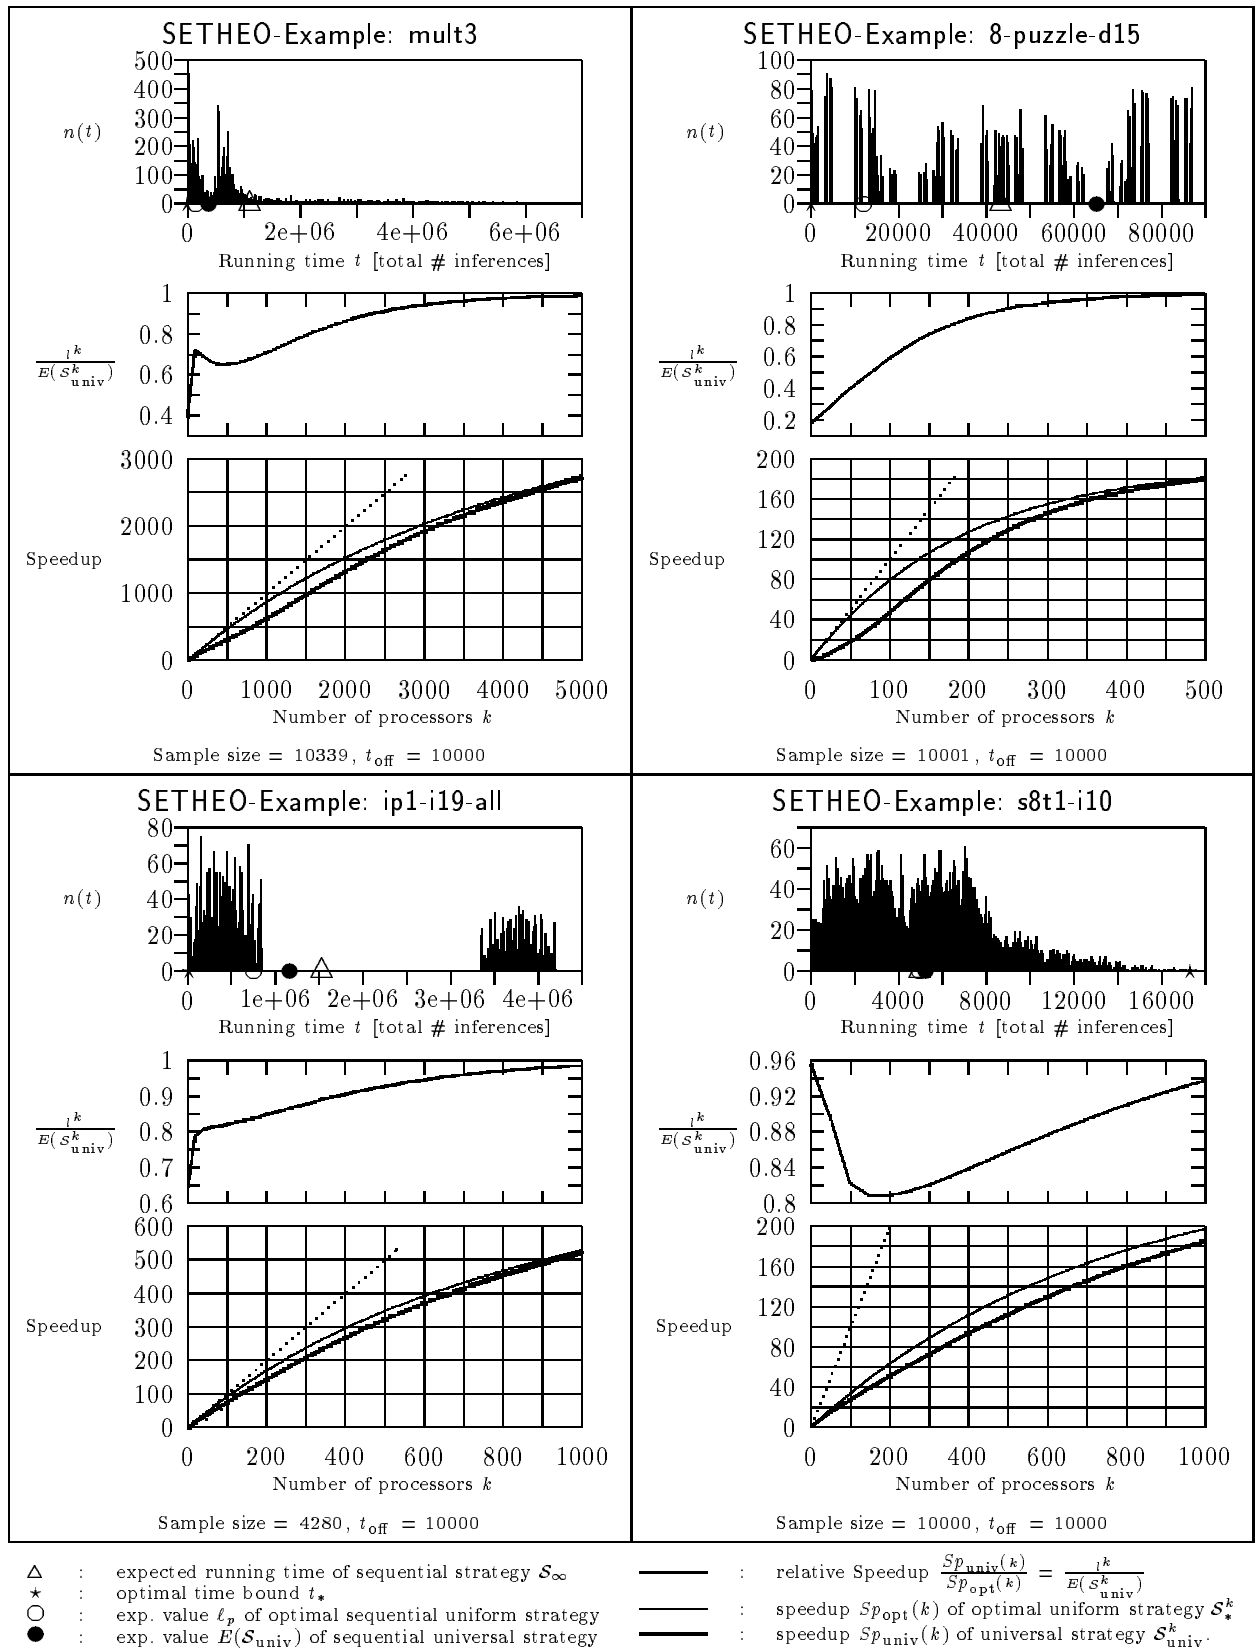 SETHEO-Example: mult3
500
400
300
200
100
0
n(t)
0 2e+06 4e+06 6e+06
Running time t [total # inferences]
1
0.8
0.6
0.4
l^k / E(S^k_univ)
3000
2000
1000
0
Speedup
0 1000 2000 3000 4000 5000
Number of processors k
Sample size = 10339, t_off = 10000
SETHEO-Example: 8-puzzle-d15
100
80
60
40
20
0
n(t)
0 20000 40000 60000 80000
Running time t [total # inferences]
1
0.8
0.6
0.4
0.2
l^k / E(S^k_univ)
200
160
120
80
40
0
Speedup
0 100 200 300 400 500
Number of processors k
Sample size = 10001, t_off = 10000
SETHEO-Example: ip1-i19-all
80
60
40
20
0
n(t)
0 1e+06 2e+06 3e+06 4e+06
Running time t [total # inferences]
1
0.9
0.8
0.7
0.6
l^k / E(S^k_univ)
600
500
400
300
200
100
0
Speedup
0 200 400 600 800 1000
Number of processors k
Sample size = 4280, t_off = 10000
SETHEO-Example: s8t1-i10
60
40
20
0
n(t)
0 4000 8000 12000 16000
Running time t [total # inferences]
0.96
0.92
0.88
0.84
0.8
l^k / E(S^k_univ)
200
160
120
80
40
0
Speedup
0 200 400 600 800 1000
Number of processors k
Sample size = 10000, t_off = 10000
△ : expected running time of sequential strategy S_∞
⋆ : optimal time bound t_*
○ : exp. value ℓ_p of optimal sequential uniform strategy
● : exp. value E(S_univ) of sequential universal strategy
: relative Speedup Sp_univ(k) / Sp_opt(k) = l^k / E(S^k_univ)
: speedup Sp_opt(k) of optimal uniform strategy S^k_*
: speedup Sp_univ(k) of universal strategy S^k_univ.